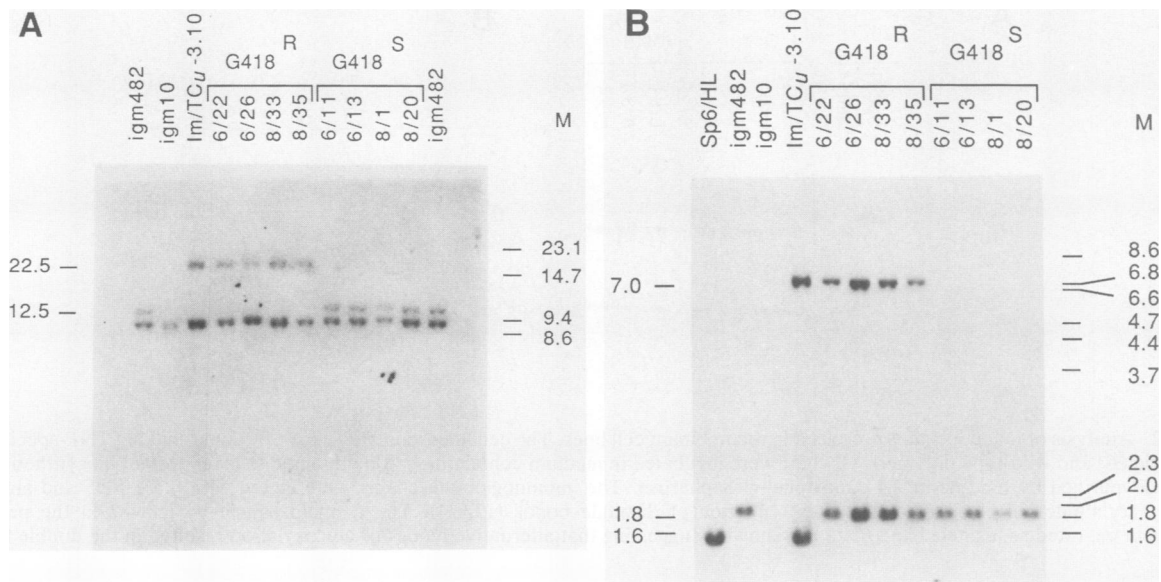 A
igm482
igm10
Im/TCu -3.10
G418 R
6/22
6/26
8/33
8/35
G418 S
6/11
6/13
8/1
8/20
igm482
M
22.5
12.5
23.1
14.7
9.4
8.6
B
Sp6/HL
igm482
igm10
Im/TCu -3.10
G418 R
6/22
6/26
8/33
8/35
G418 S
6/11
6/13
8/1
8/20
M
7.0
1.8
1.6
8.6
6.8
6.6
4.7
4.4
3.7
2.3
2.0
1.8
1.6